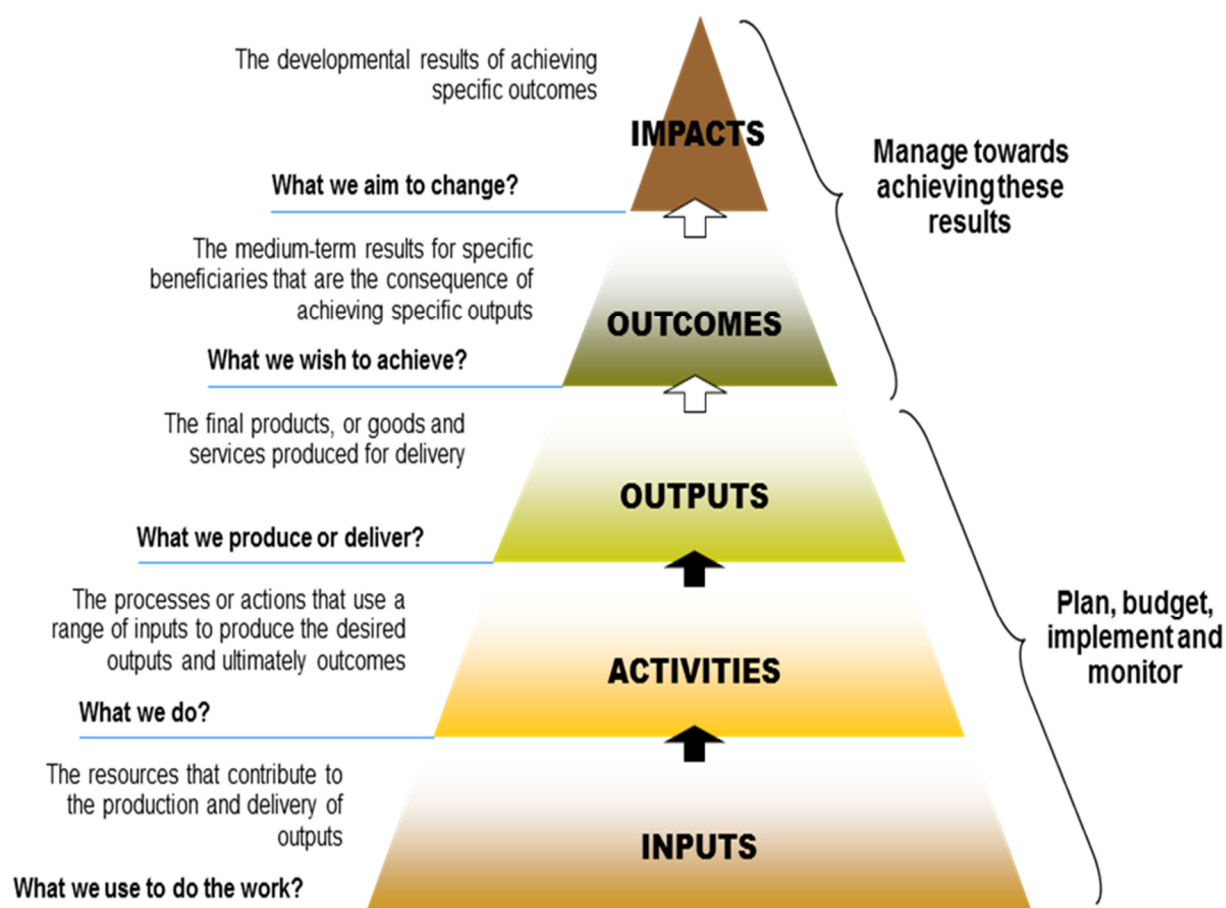 The developmental results of achieving
specific outcomes
IMPACTS
What we aim to change?
Manage towards
achieving these
results
The medium-term results for specific
beneficiaries that are the consequence of
achieving specific outputs
OUTCOMES
What we wish to achieve?
The final products, or goods and
services produced for delivery
OUTPUTS
What we produce or deliver?
The processes or actions that use a
range of inputs to produce the desired
outputs and ultimately outcomes
ACTIVITIES
What we do?
Plan, budget,
implement and
monitor
The resources that contribute to
the production and delivery of
outputs
INPUTS
What we use to do the work?